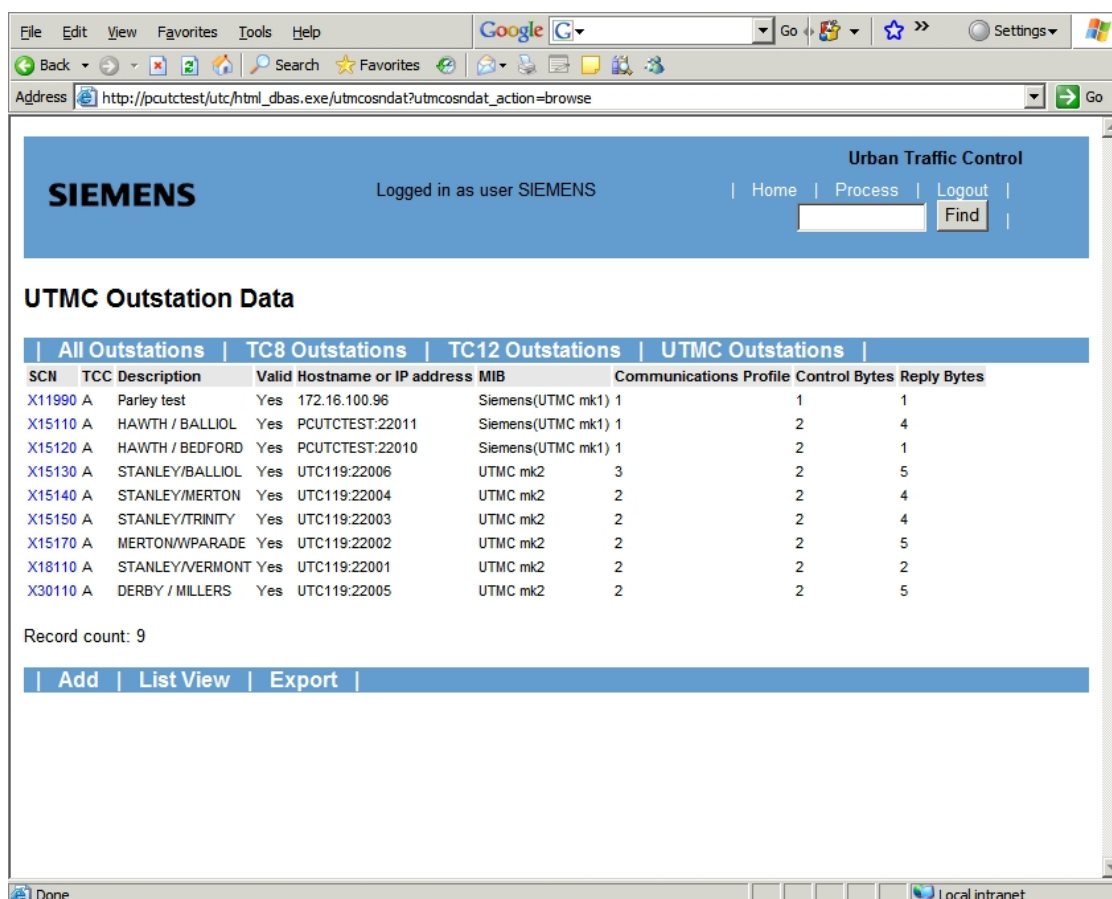 File Edit View Favorites Tools Help Google G Go » Settings
Back Search Favorites
Address http://pcutctest/utc/html_dbas.exe/utmcosndat?utmcosndat_action=browse Go
Urban Traffic Control
SIEMENS Logged in as user SIEMENS | Home | Process | Logout |
Find |
UTMC Outstation Data
| All Outstations | TC8 Outstations | TC12 Outstations | UTMC Outstations |
SCN TCC Description Valid Hostname or IP address MIB Communications Profile Control Bytes Reply Bytes
X11990 A Parley test Yes 172.16.100.96 Siemens(UTMC mk1) 1 1 1
X15110 A HAWTH / BALLIOL Yes PCUTCTEST:22011 Siemens(UTMC mk1) 1 2 4
X15120 A HAWTH / BEDFORD Yes PCUTCTEST:22010 Siemens(UTMC mk1) 1 2 1
X15130 A STANLEY/BALLIOL Yes UTC119:22006 UTMC mk2 3 2 5
X15140 A STANLEY/MERTON Yes UTC119:22004 UTMC mk2 2 2 4
X15150 A STANLEY/TRINITY Yes UTC119:22003 UTMC mk2 2 2 4
X15170 A MERTON/WPARADE Yes UTC119:22002 UTMC mk2 2 2 5
X18110 A STANLEY/VERMONT Yes UTC119:22001 UTMC mk2 2 2 2
X30110 A DERBY / MILLERS Yes UTC119:22005 UTMC mk2 2 2 5
Record count: 9
| Add | List View | Export |
Done Local intranet